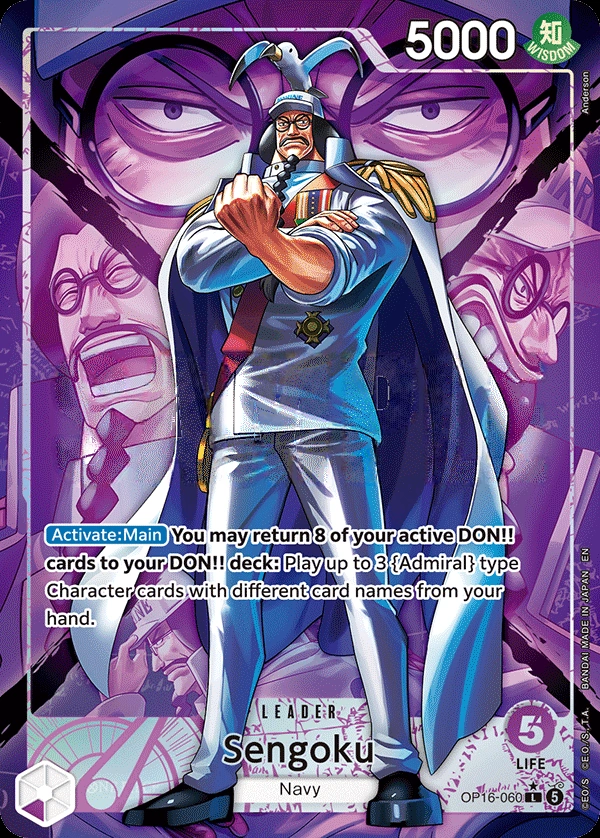 5000
知
WISDOM
Anderson
MARINE
Activate:Main You may return 8 of your active DON!!
cards to your DON!! deck: Play up to 3 {Admiral} type
Character cards with different card names from your
hand.
LEADER
Sengoku
Navy
5
LIFE
OP16-060 L 5
©E.O./S., T.A. BANDAI MADE IN JAPAN EN
©EO/S